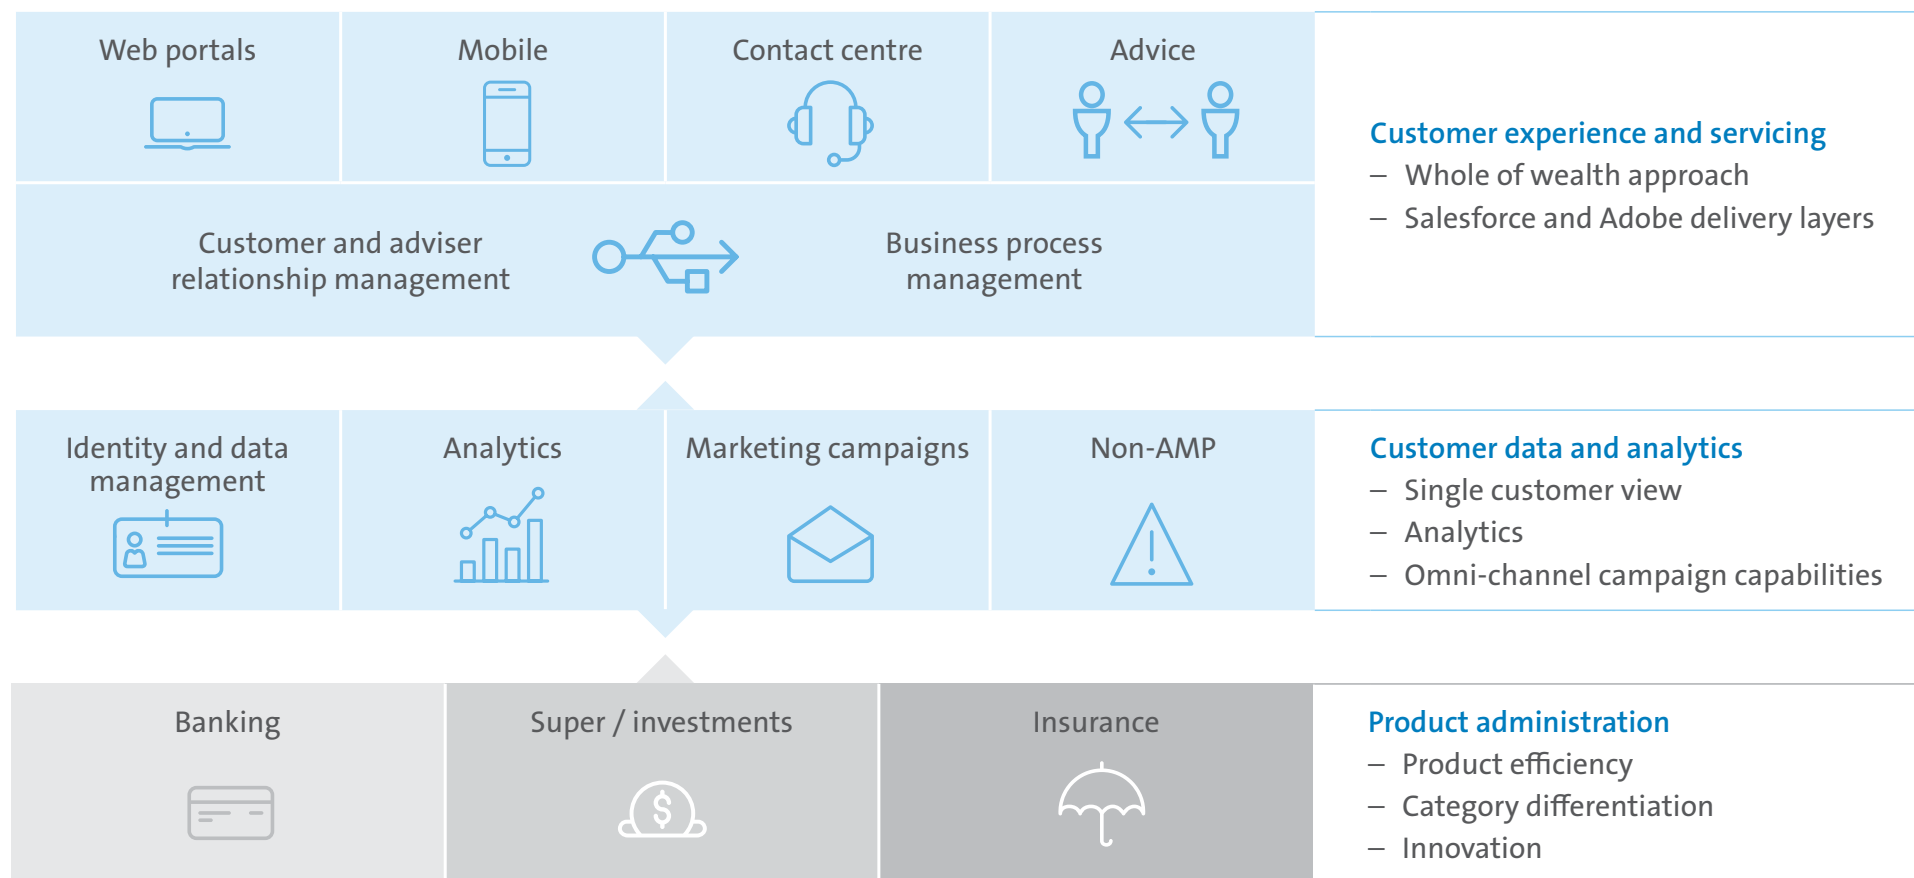 Web portals
Mobile
Contact centre
Advice
Customer and adviser
relationship management
Business process
management
Customer experience and servicing
– Whole of wealth approach
– Salesforce and Adobe delivery layers
Identity and data
management
Analytics
Marketing campaigns
Non-AMP
Customer data and analytics
– Single customer view
– Analytics
– Omni-channel campaign capabilities
Banking
Super / investments
$
Insurance
Product administration
– Product efficiency
– Category differentiation
– Innovation